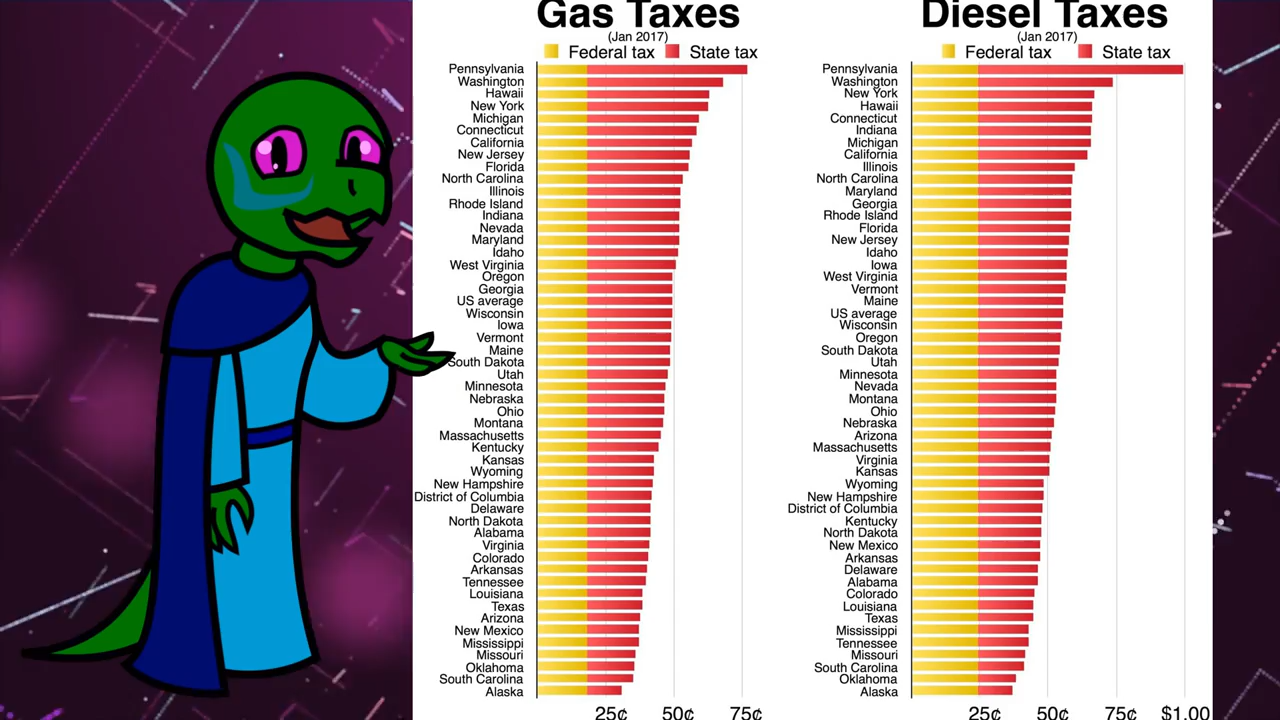 Gas Taxes
(Jan 2017)
Federal tax State tax
Pennsylvania
Washington
Hawaii
New York
Michigan
Connecticut
California
New Jersey
Florida
North Carolina
Illinois
Rhode Island
Indiana
Nevada
Maryland
Idaho
West Virginia
Oregon
Georgia
US average
Wisconsin
Iowa
Vermont
Maine
South Dakota
Utah
Minnesota
Nebraska
Ohio
Montana
Massachusetts
Kentucky
Kansas
Wyoming
New Hampshire
District of Columbia
Delaware
North Dakota
Alabama
Virginia
Colorado
Arkansas
Tennessee
Louisiana
Texas
Arizona
New Mexico
Mississippi
Missouri
Oklahoma
South Carolina
Alaska
25¢ 50¢ 75¢
Diesel Taxes
(Jan 2017)
Federal tax State tax
Pennsylvania
Washington
New York
Hawaii
Connecticut
Indiana
Michigan
California
Illinois
North Carolina
Maryland
Georgia
Rhode Island
Florida
New Jersey
Idaho
Iowa
West Virginia
Vermont
Maine
US average
Wisconsin
Oregon
South Dakota
Utah
Minnesota
Nevada
Montana
Ohio
Nebraska
Arizona
Massachusetts
Virginia
Kansas
Wyoming
New Hampshire
District of Columbia
Kentucky
North Dakota
New Mexico
Arkansas
Delaware
Alabama
Colorado
Louisiana
Texas
Mississippi
Tennessee
Missouri
South Carolina
Oklahoma
Alaska
25¢ 50¢ 75¢ $1.00